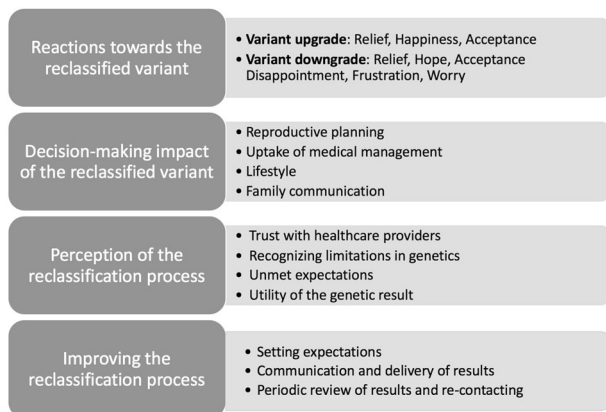 Reactions towards the
reclassified variant
• Variant upgrade: Relief, Happiness, Acceptance
• Variant downgrade: Relief, Hope, Acceptance
Disappointment, Frustration, Worry
Decision-making impact
of the reclassified variant
• Reproductive planning
• Uptake of medical management
• Lifestyle
• Family communication
Perception of the
reclassification process
• Trust with healthcare providers
• Recognizing limitations in genetics
• Unmet expectations
• Utility of the genetic result
Improving the
reclassification process
• Setting expectations
• Communication and delivery of results
• Periodic review of results and re-contacting